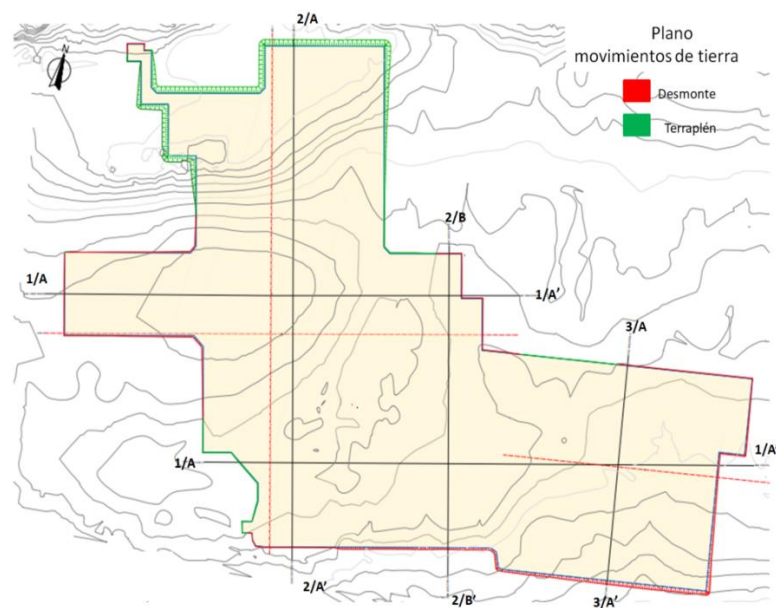 2/A
Plano
movimientos de tierra
N
Desmonte
Terraplén
2/B
1/A
1/A'
3/A
1/A
1/A'
2/A'
2/B'
3/A'